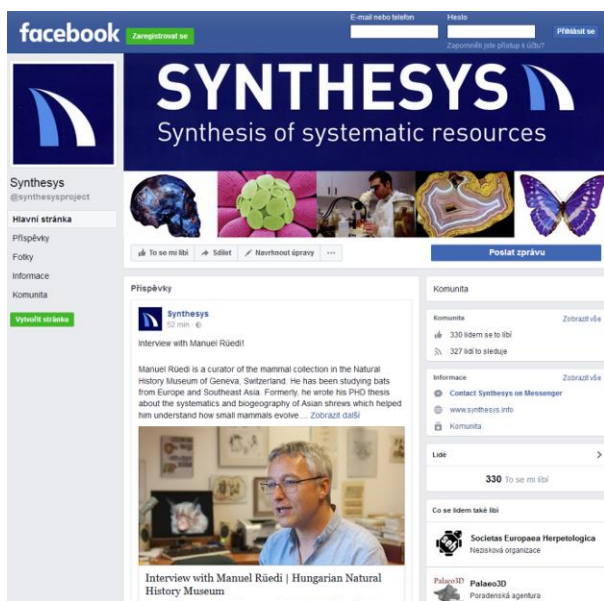 facebook
Zaregistrovat se
E-mail nebo telefon
Heslo
Přihlásit se
Zapomněli jste přístup k účtu?
SYNTHESYS
Synthesis of systematic resources
Synthesys
@synthesysproject
Hlavní stránka
Příspěvky
Fotky
Informace
Komunita
Vytvořit stránku
To se mi líbí
Sdílet
Navrhnout úpravy
Poslat zprávu
Příspěvky
Synthesys
52 min ·
Interview with Manuel Rüedi!
Manuel Rüedi is a curator of the mammal collection in the Natural
History Museum of Geneva, Switzerland. He has been studying bats
from Europe and Southeast Asia. Formerly, he wrote his PHD thesis
about the systematics and biogeography of Asian shrews which helped
him understand how small mammals evolve.... Zobrazit další
Interview with Manuel Rüedi | Hungarian Natural
History Museum
Komunita
Komunita Zobrazit vše
330 lidem se to líbí
327 lidí to sleduje
Informace Zobrazit vše
Contact Synthesys on Messenger
www.synthesys.info
Komunita
Lidé
330 To se mi líbí
Co se lidem také líbí
Societas Europaea Herpetologica
Nezisková organizace
Palaeo3D
Palaeo3D
Poradenská agentura